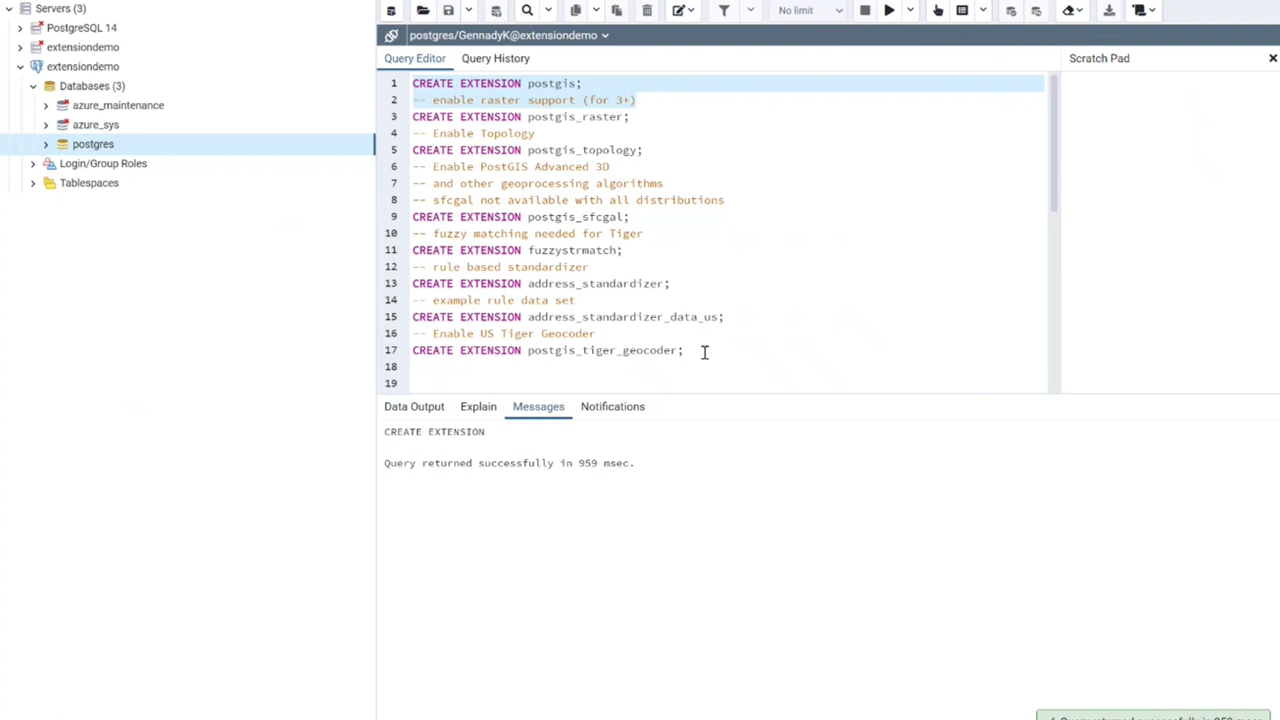 Servers (3)
PostgreSQL 14
extensiondemo
extensiondemo
Databases (3)
azure_maintenance
azure_sys
postgres
Login/Group Roles
Tablespaces
No limit
postgres/GennadyK@extensiondemo
Query Editor Query History
Scratch Pad
1 CREATE EXTENSION postgis;
2 -- enable raster support (for 3+)
3 CREATE EXTENSION postgis_raster;
4 -- Enable Topology
5 CREATE EXTENSION postgis_topology;
6 -- Enable PostGIS Advanced 3D
7 -- and other geoprocessing algorithms
8 -- sfcgal not available with all distributions
9 CREATE EXTENSION postgis_sfcgal;
10 -- fuzzy matching needed for Tiger
11 CREATE EXTENSION fuzzystrmatch;
12 -- rule based standardizer
13 CREATE EXTENSION address_standardizer;
14 -- example rule data set
15 CREATE EXTENSION address_standardizer_data_us;
16 -- Enable US Tiger Geocoder
17 CREATE EXTENSION postgis_tiger_geocoder;
18
19
Data Output Explain Messages Notifications
CREATE EXTENSION
Query returned successfully in 959 msec.